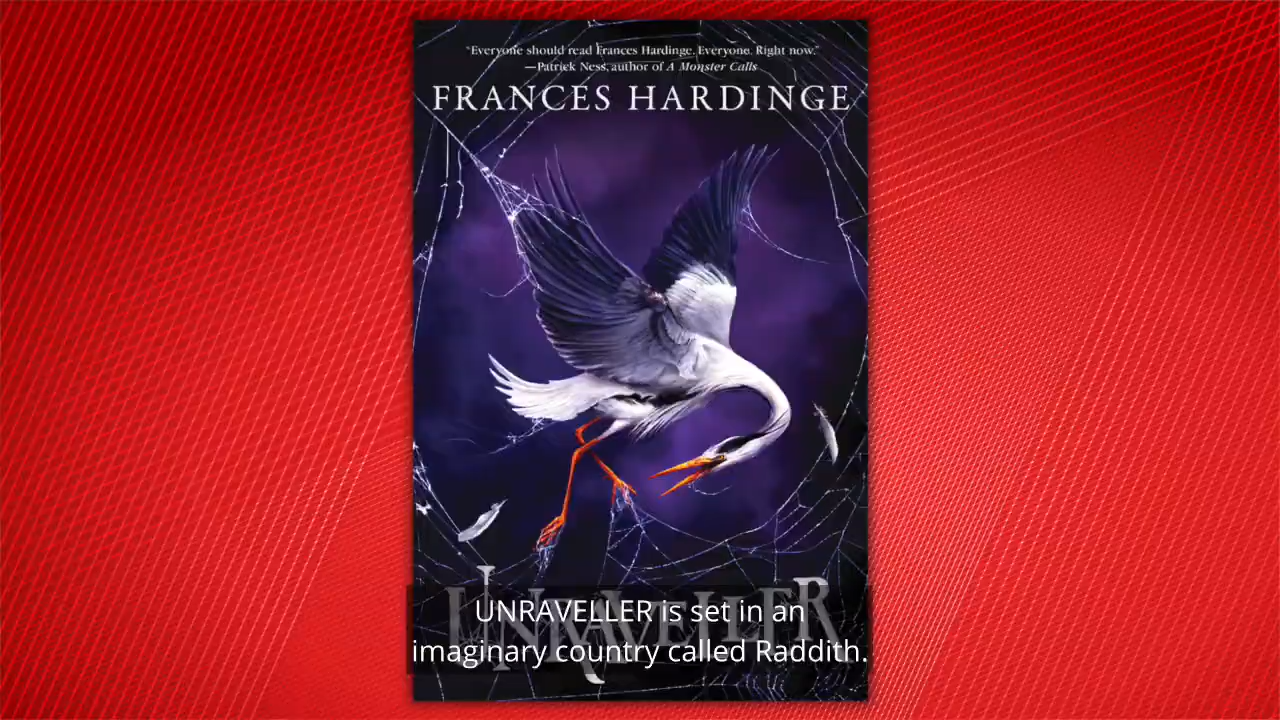 “Everyone should read Frances Hardinge. Everyone. Right now.”
—Patrick Ness, author of A Monster Calls
FRANCES HARDINGE
UNRAVELLER
UNRAVELLER is set in an
imaginary country called Raddith.